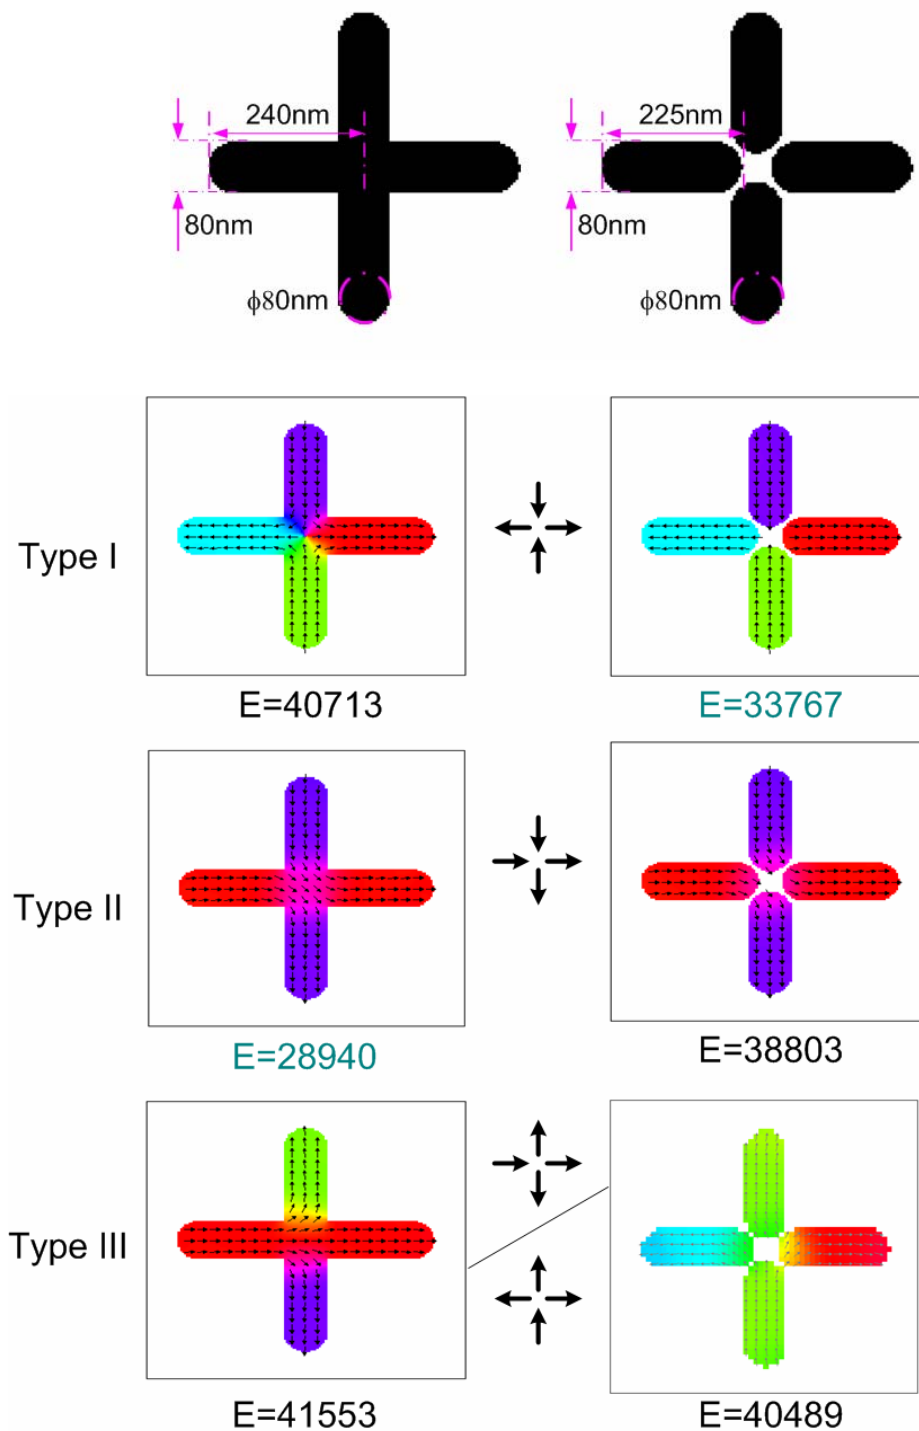 240nm 225nm
80nm 80nm
ϕ80nm ϕ80nm
Type I
E=40713 E=33767
Type II
E=28940 E=38803
Type III
E=41553 E=40489